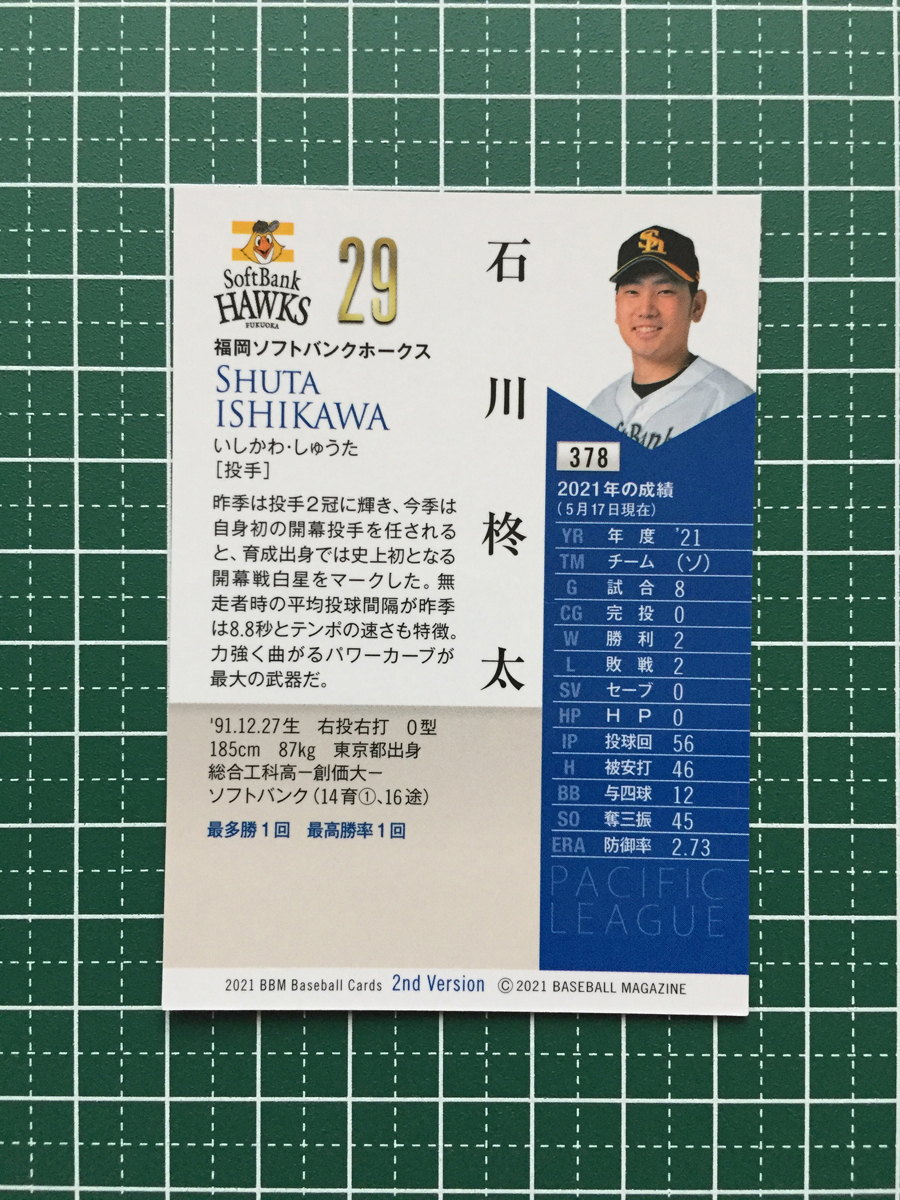 SoftBank
HAWKS
FUKUOKA
29
福岡ソフトバンクホークス
SHUTA
ISHIKAWA
いしかわ・しゅうた
[投手]
昨季は投手2冠に輝き、今季は
自身初の開幕投手を任される
と、育成出身では史上初となる
開幕戦白星をマークした。無
走者時の平均投球間隔が昨季
は8.8秒とテンポの速さも特徴。
力強く曲がるパワーカーブが
最大の武器だ。
石川柊太
'91.12.27生 右投右打 O型
185cm 87kg 東京都出身
総合工科高ー創価大ー
ソフトバンク(14育①、16途)
最多勝1回 最高勝率1回
SH
SoftBank
378
2021年の成績
(5月17日現在)
YR 年度 '21
TM チーム (ソ)
G 試合 8
CG 完投 0
W 勝利 2
L 敗戦 2
SV セーブ 0
HP HP 0
IP 投球回 56
H 被安打 46
BB 与四球 12
SO 奪三振 45
ERA 防御率 2.73
PACIFIC
LEAGUE
2021 BBM Baseball Cards 2nd Version ©2021 BASEBALL MAGAZINE